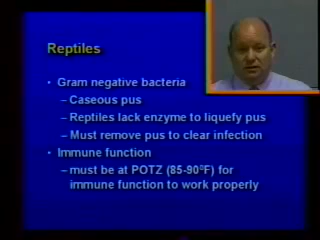 Reptiles
• Gram negative bacteria
– Caseous pus
– Reptiles lack enzyme to liquefy pus
– Must remove pus to clear infection
• Immune function
– must be at POTZ (85-90°F) for
immune function to work properly